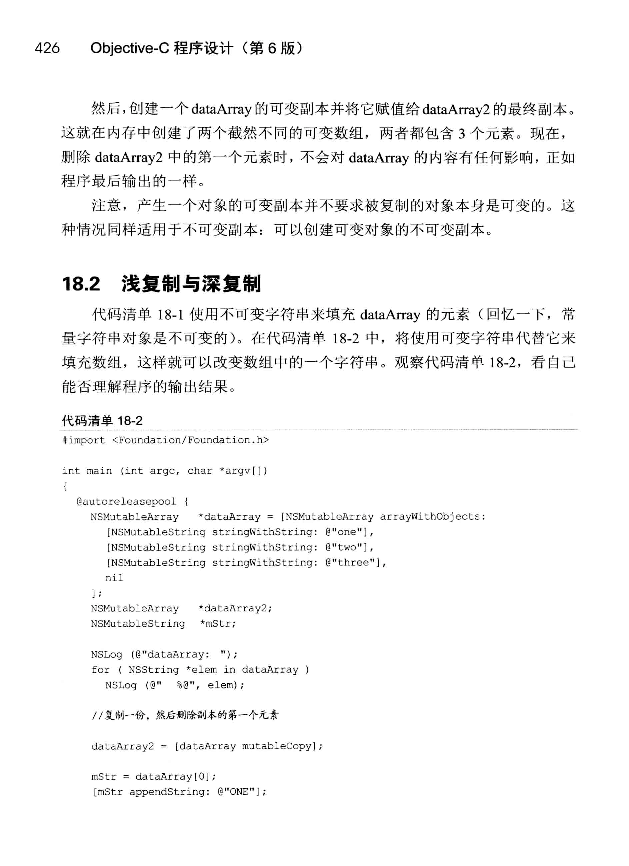 426 Objective-C 程序设计（第 6 版）
然后，创建一个 dataArray 的可变副本并将它赋值给 dataArray2 的最终副本。
这就在内存中创建了两个截然不同的可变数组，两者都包含 3 个元素。现在，
删除 dataArray2 中的第一个元素时，不会对 dataArray 的内容有任何影响，正如
程序最后输出的一样。
注意，产生一个对象的可变副本并不要求被复制的对象本身是可变的。这
种情况同样适用于不可变副本：可以创建可变对象的不可变副本。
18.2 浅复制与深复制
代码清单 18-1 使用不可变字符串来填充 dataArray 的元素（回忆一下，常
量字符串对象是不可变的）。在代码清单 18-2 中，将使用可变字符串代替它来
填充数组，这样就可以改变数组中的一个字符串。观察代码清单 18-2，看自己
能否理解程序的输出结果。
代码清单 18-2
#import <Foundation/Foundation.h>
int main (int argc, char *argv[])
{
@autoreleasepool {
NSMutableArray *dataArray = [NSMutableArray arrayWithObjects:
[NSMutableString stringWithString: @"one"],
[NSMutableString stringWithString: @"two"],
[NSMutableString stringWithString: @"three"],
nil
];
NSMutableArray *dataArray2;
NSMutableString *mStr;
NSLog (@"dataArray: ");
for ( NSString *elem in dataArray )
NSLog (@" %@", elem);
//复制一份，然后删除副本的第一个元素
dataArray2 = [dataArray mutableCopy];
mStr = dataArray[0];
[mStr appendString: @"ONE"];